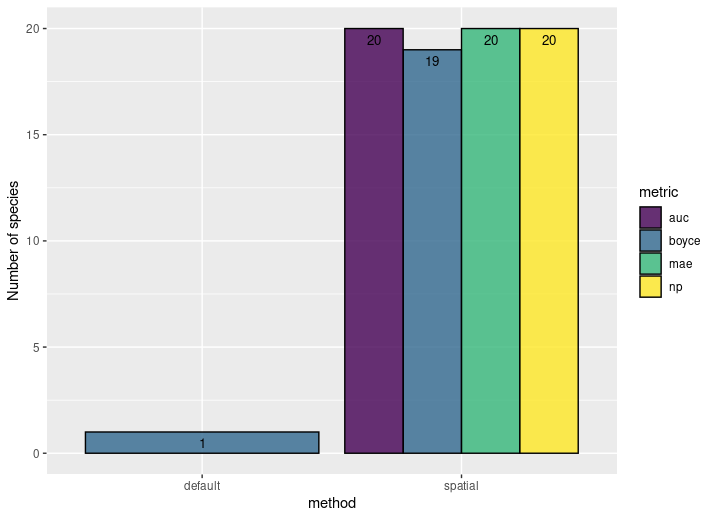 20
15
10
5
0
Number of species
1
20
19
20
20
default
spatial
method
metric
auc
boyce
mae
np